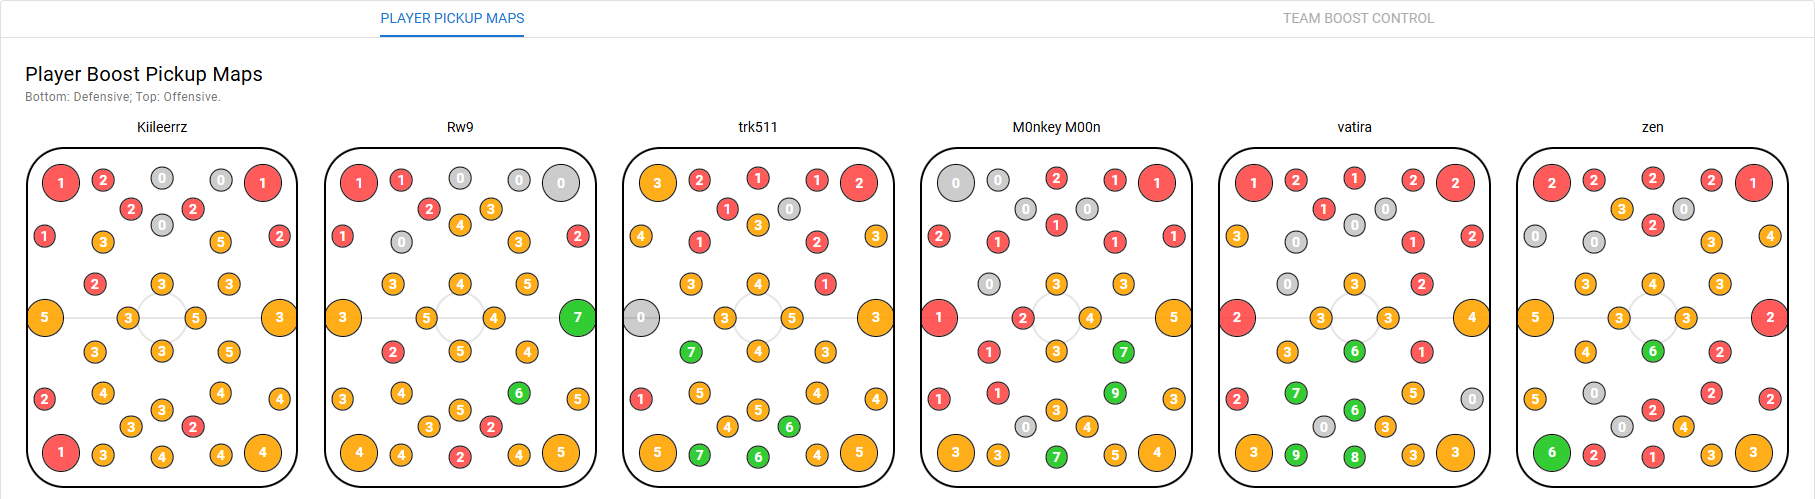 PLAYER PICKUP MAPS
TEAM BOOST CONTROL
Player Boost Pickup Maps
Bottom: Defensive; Top: Offensive.
Kiileerrz Rw9 trk511 M0nkey M00n vatira zen
1 2 0 0 1 1 1 0 0 0 3 2 1 1 2 0 0 2 1 1 1 2 1 2 2 2 2 2 2 1
2 2 2 3 1 0 0 0 1 0 3 0
0 4 3 1 0 2
1 2 1 2 4 3 2 1 3 2 0 4
3 5 0 3 1 2 1 1 1 0 3
2 3 3 3 4 5 3 4 1 0 3 3 0 3 2 3 4 3
5 3 5 3 3 5 4 7 0 3 5 3 1 2 4 5 2 3 3 4 5 3 3 2
3 3 5 2 5 4 7 4 3 1 3 7 3 6 1 4 6 2
4 4 4 6 5 4 1 9 7 5 0 2
2 4 3 5 1 4 1 3 2 0 5 2
3 5 5 3 6 2
3 2 3 2 4 6 0 4 0 3 0 4
1 3 4 4 4 4 4 2 4 5 5 7 6 4 5 3 3 7 5 4 3 9 8 3 3 6 2 1 3 3